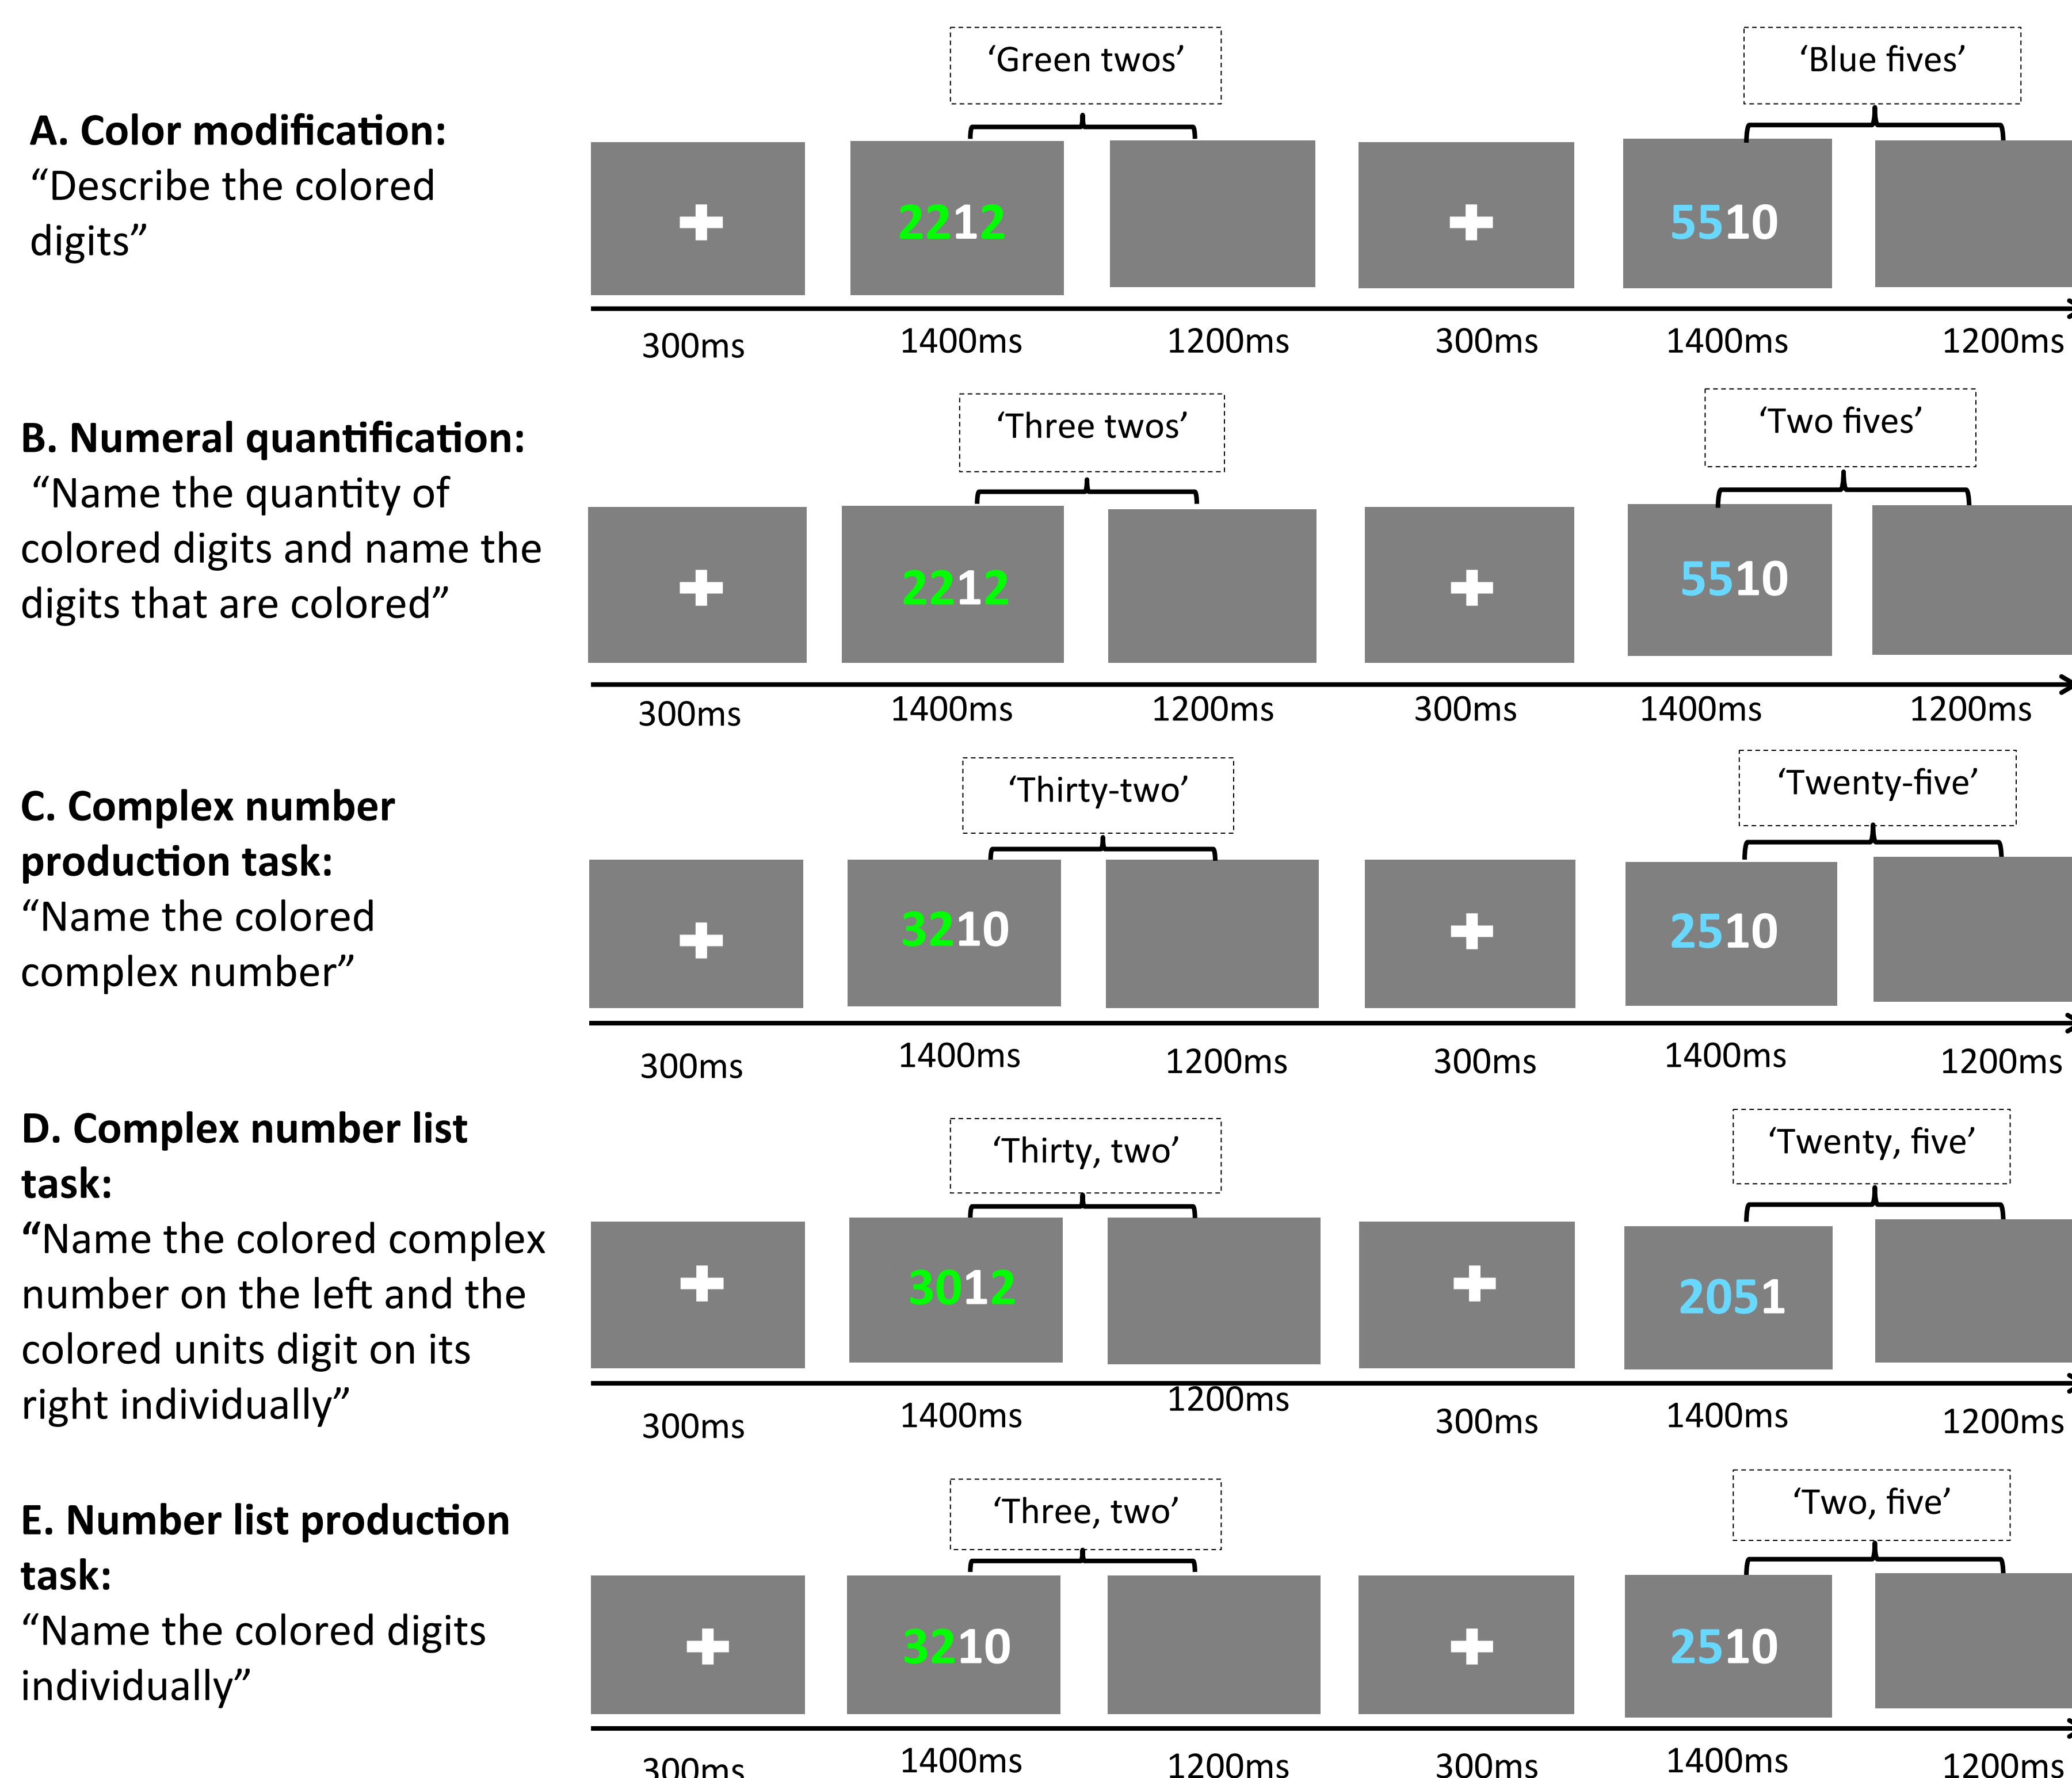 ‘Green twos’ ‘Blue fives’
A. Color modification:
“Describe the colored
digits”
2212 5510
300ms 1400ms 1200ms 300ms 1400ms 1200ms
‘Three twos’ ‘Two fives’
B. Numeral quantification:
“Name the quantity of
colored digits and name the
digits that are colored”
2212 5510
300ms 1400ms 1200ms 300ms 1400ms 1200ms
‘Thirty-two’ ‘Twenty-five’
C. Complex number
production task:
“Name the colored
complex number”
3210 2510
300ms 1400ms 1200ms 300ms 1400ms 1200ms
‘Thirty, two’ ‘Twenty, five’
D. Complex number list
task:
“Name the colored complex
number on the left and the
colored units digit on its
right individually”
3012 2051
300ms 1400ms 1200ms 300ms 1400ms 1200ms
‘Three, two’ ‘Two, five’
E. Number list production
task:
“Name the colored digits
individually”
3210 2510
300ms 1400ms 1200ms 300ms 1400ms 1200ms